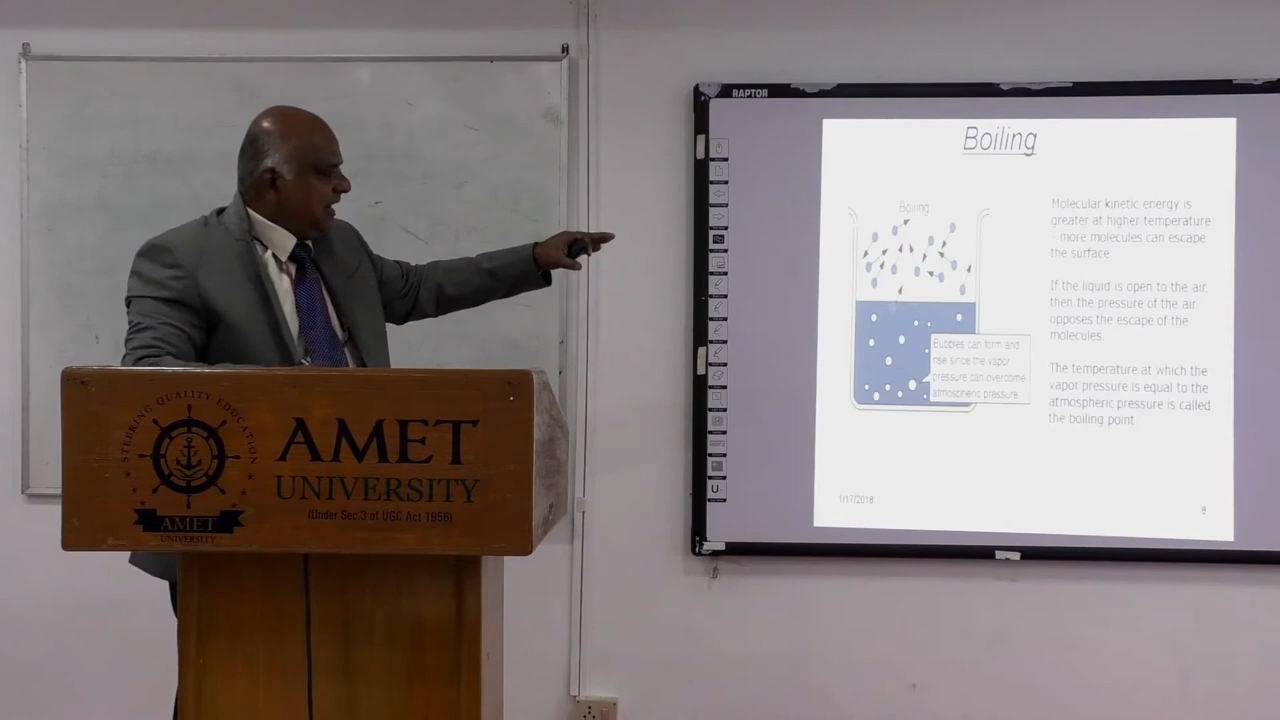 STEERING QUALITY EDUCATION
AMET
UNIVERSITY
AMET
UNIVERSITY
(Under Sec.3 of UGC Act 1956)
RAPTOR
Boiling
Boiling
Bubbles can form and
rise since the vapor
pressure can overcome
atmospheric pressure
Molecular kinetic energy is
greater at higher temperature
– more molecules can escape
the surface
If the liquid is open to the air,
then the pressure of the air
opposes the escape of the
molecules.
The temperature at which the
vapor pressure is equal to the
atmospheric pressure is called
the boiling point
1/17/2018
8